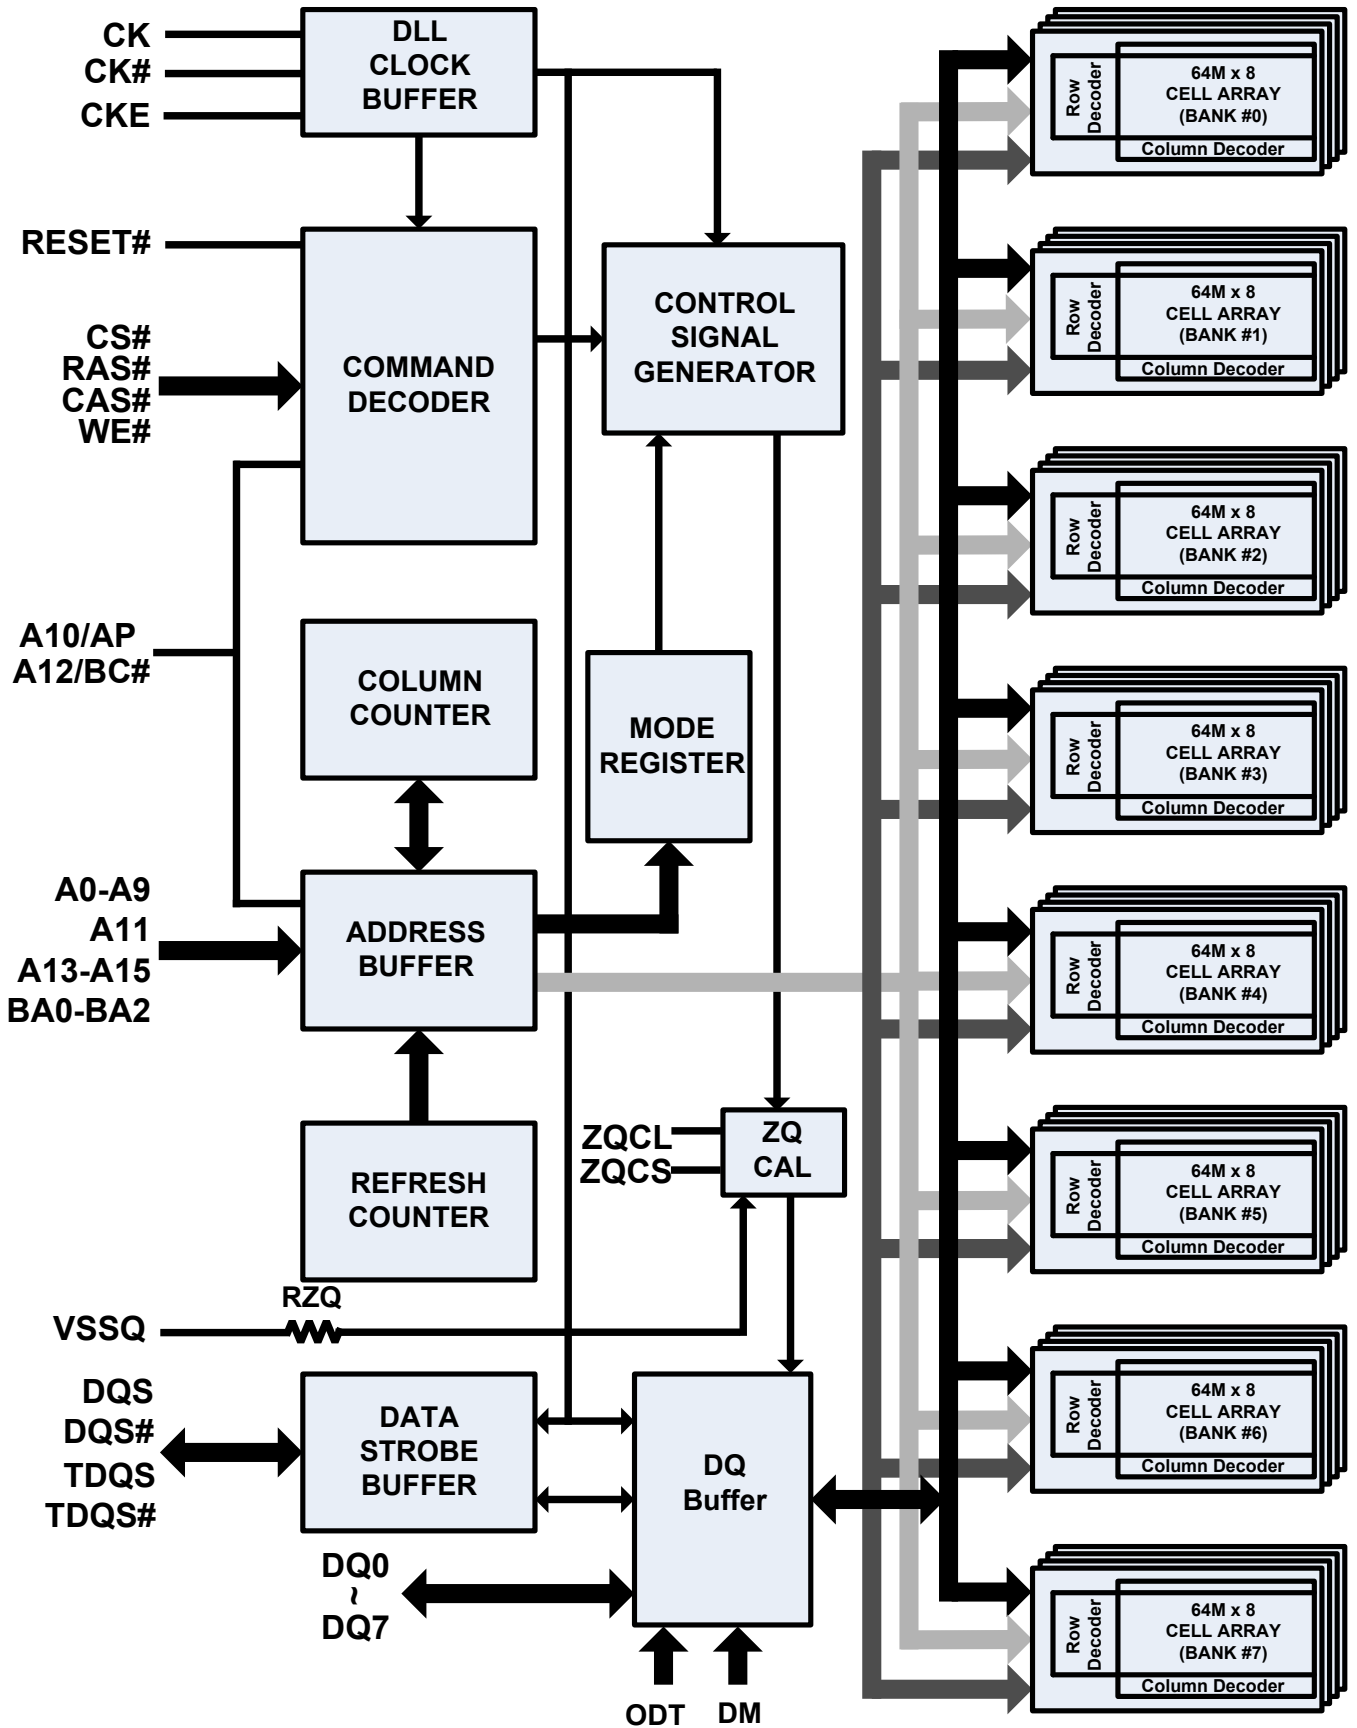 CK
CK#
CKE
DLL
CLOCK
BUFFER
RESET#
CS#
RAS#
CAS#
WE#
COMMAND
DECODER
CONTROL
SIGNAL
GENERATOR
A10/AP
A12/BC#
COLUMN
COUNTER
MODE
REGISTER
A0-A9
A11
A13-A15
BA0-BA2
ADDRESS
BUFFER
REFRESH
COUNTER
ZQCL
ZQCS
ZQ
CAL
RZQ
VSSQ
DQS
DQS#
TDQS
TDQS#
DATA
STROBE
BUFFER
DQ
Buffer
DQ0
~
DQ7
ODT
DM
Row
Decoder
64M x 8
CELL ARRAY
(BANK #0)
Column Decoder
Row
Decoder
64M x 8
CELL ARRAY
(BANK #1)
Column Decoder
Row
Decoder
64M x 8
CELL ARRAY
(BANK #2)
Column Decoder
Row
Decoder
64M x 8
CELL ARRAY
(BANK #3)
Column Decoder
Row
Decoder
64M x 8
CELL ARRAY
(BANK #4)
Column Decoder
Row
Decoder
64M x 8
CELL ARRAY
(BANK #5)
Column Decoder
Row
Decoder
64M x 8
CELL ARRAY
(BANK #6)
Column Decoder
Row
Decoder
64M x 8
CELL ARRAY
(BANK #7)
Column Decoder